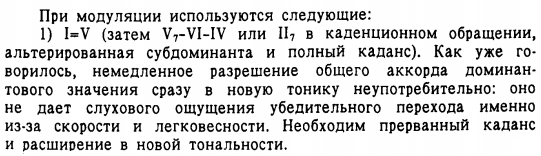 При модуляции используются следующие:
1) I=V (затем V₇-VI-IV или II₇ в каденционном обращении,
альтерированная субдоминанта и полный каданс). Как уже го-
ворилось, немедленное разрешение общего аккорда доминан-
тового значения сразу в новую тонику неупотребительно: оно
не дает слухового ощущения убедительного перехода именно
из-за скорости и легковесности. Необходим прерванный каданс
и расширение в новой тональности.